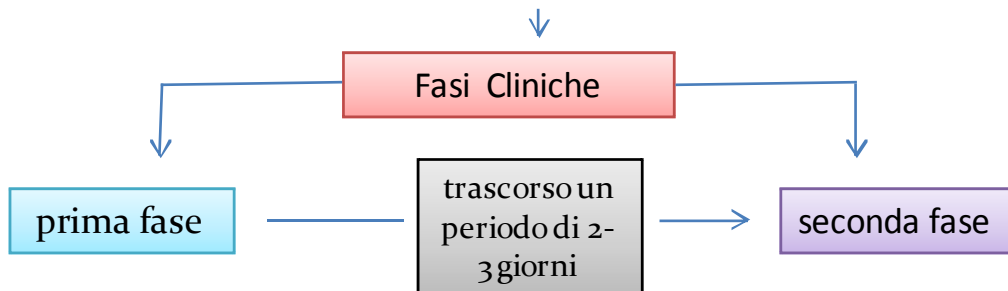 Fasi Cliniche
prima fase
trascorso un
periodo di 2-
3 giorni
seconda fase